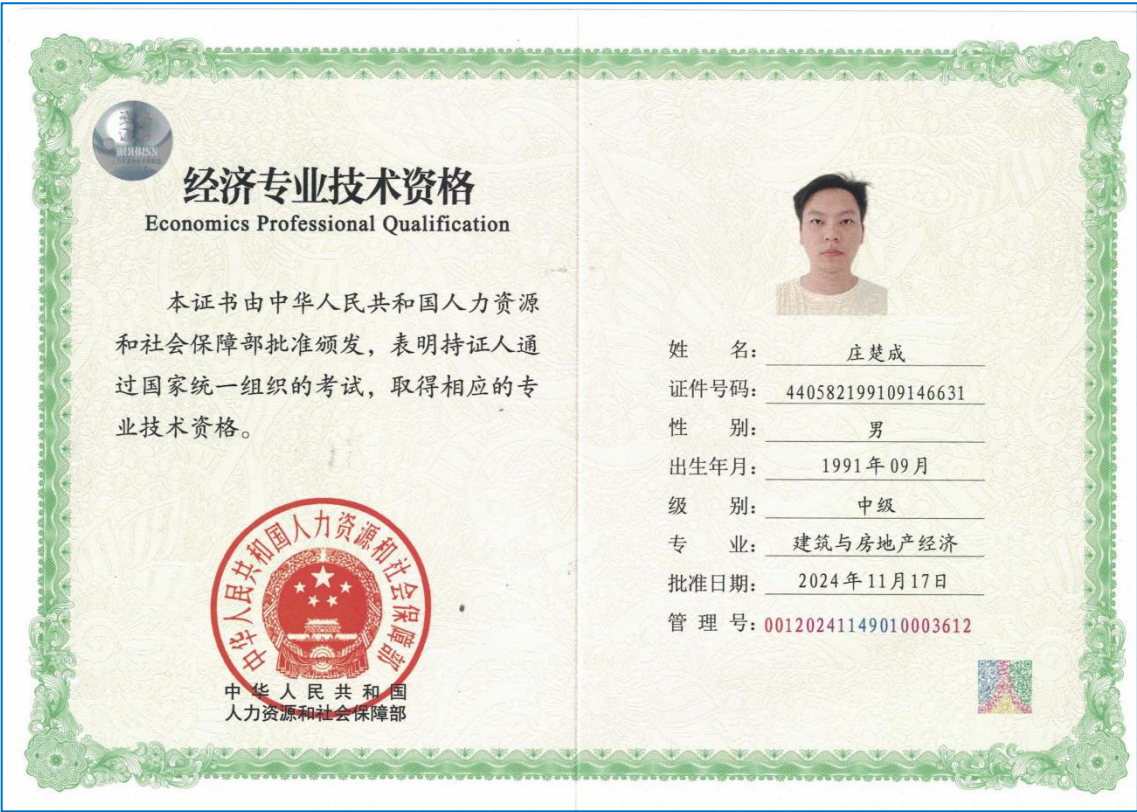 经济专业技术资格
Economics Professional Qualification
本证书由中华人民共和国人力资源
和社会保障部批准颁发，表明持证人通
过国家统一组织的考试，取得相应的专
业技术资格。
中华人民共和国人力资源和社会保障部
中华人民共和国
人力资源和社会保障部
姓 名： 庄楚成
证件号码： 440582199109146631
性 别： 男
出生年月： 1991年09月
级 别： 中级
专 业： 建筑与房地产经济
批准日期： 2024年11月17日
管 理 号：00120241149010003612